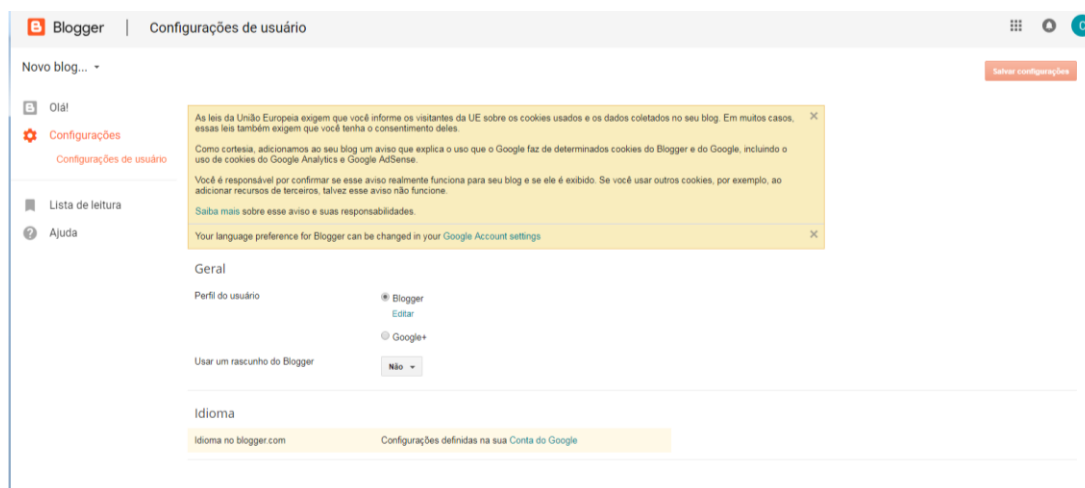 Blogger | Configurações de usuário
C
Novo blog...
Salvar configurações
Olá!
Configurações
Configurações de usuário
Lista de leitura
Ajuda
As leis da União Europeia exigem que você informe os visitantes da UE sobre os cookies usados e os dados coletados no seu blog. Em muitos casos,
essas leis também exigem que você tenha o consentimento deles.
Como cortesia, adicionamos ao seu blog um aviso que explica o uso que o Google faz de determinados cookies do Blogger e do Google, incluindo o
uso de cookies do Google Analytics e Google AdSense.
Você é responsável por confirmar se esse aviso realmente funciona para seu blog e se ele é exibido. Se você usar outros cookies, por exemplo, ao
adicionar recursos de terceiros, talvez esse aviso não funcione.
Saiba mais sobre esse aviso e suas responsabilidades.
Your language preference for Blogger can be changed in your Google Account settings
Geral
Perfil do usuário
Blogger
Editar
Google+
Usar um rascunho do Blogger
Não
Idioma
Idioma no blogger.com
Configurações definidas na sua Conta do Google